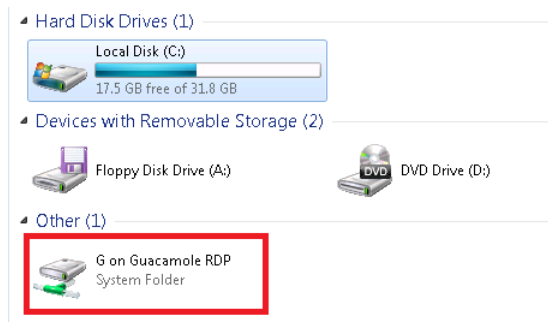 Hard Disk Drives (1)
Local Disk (C:)
17.5 GB free of 31.8 GB
Devices with Removable Storage (2)
Floppy Disk Drive (A:)
DVD
DVD Drive (D:)
Other (1)
G on Guacamole RDP
System Folder